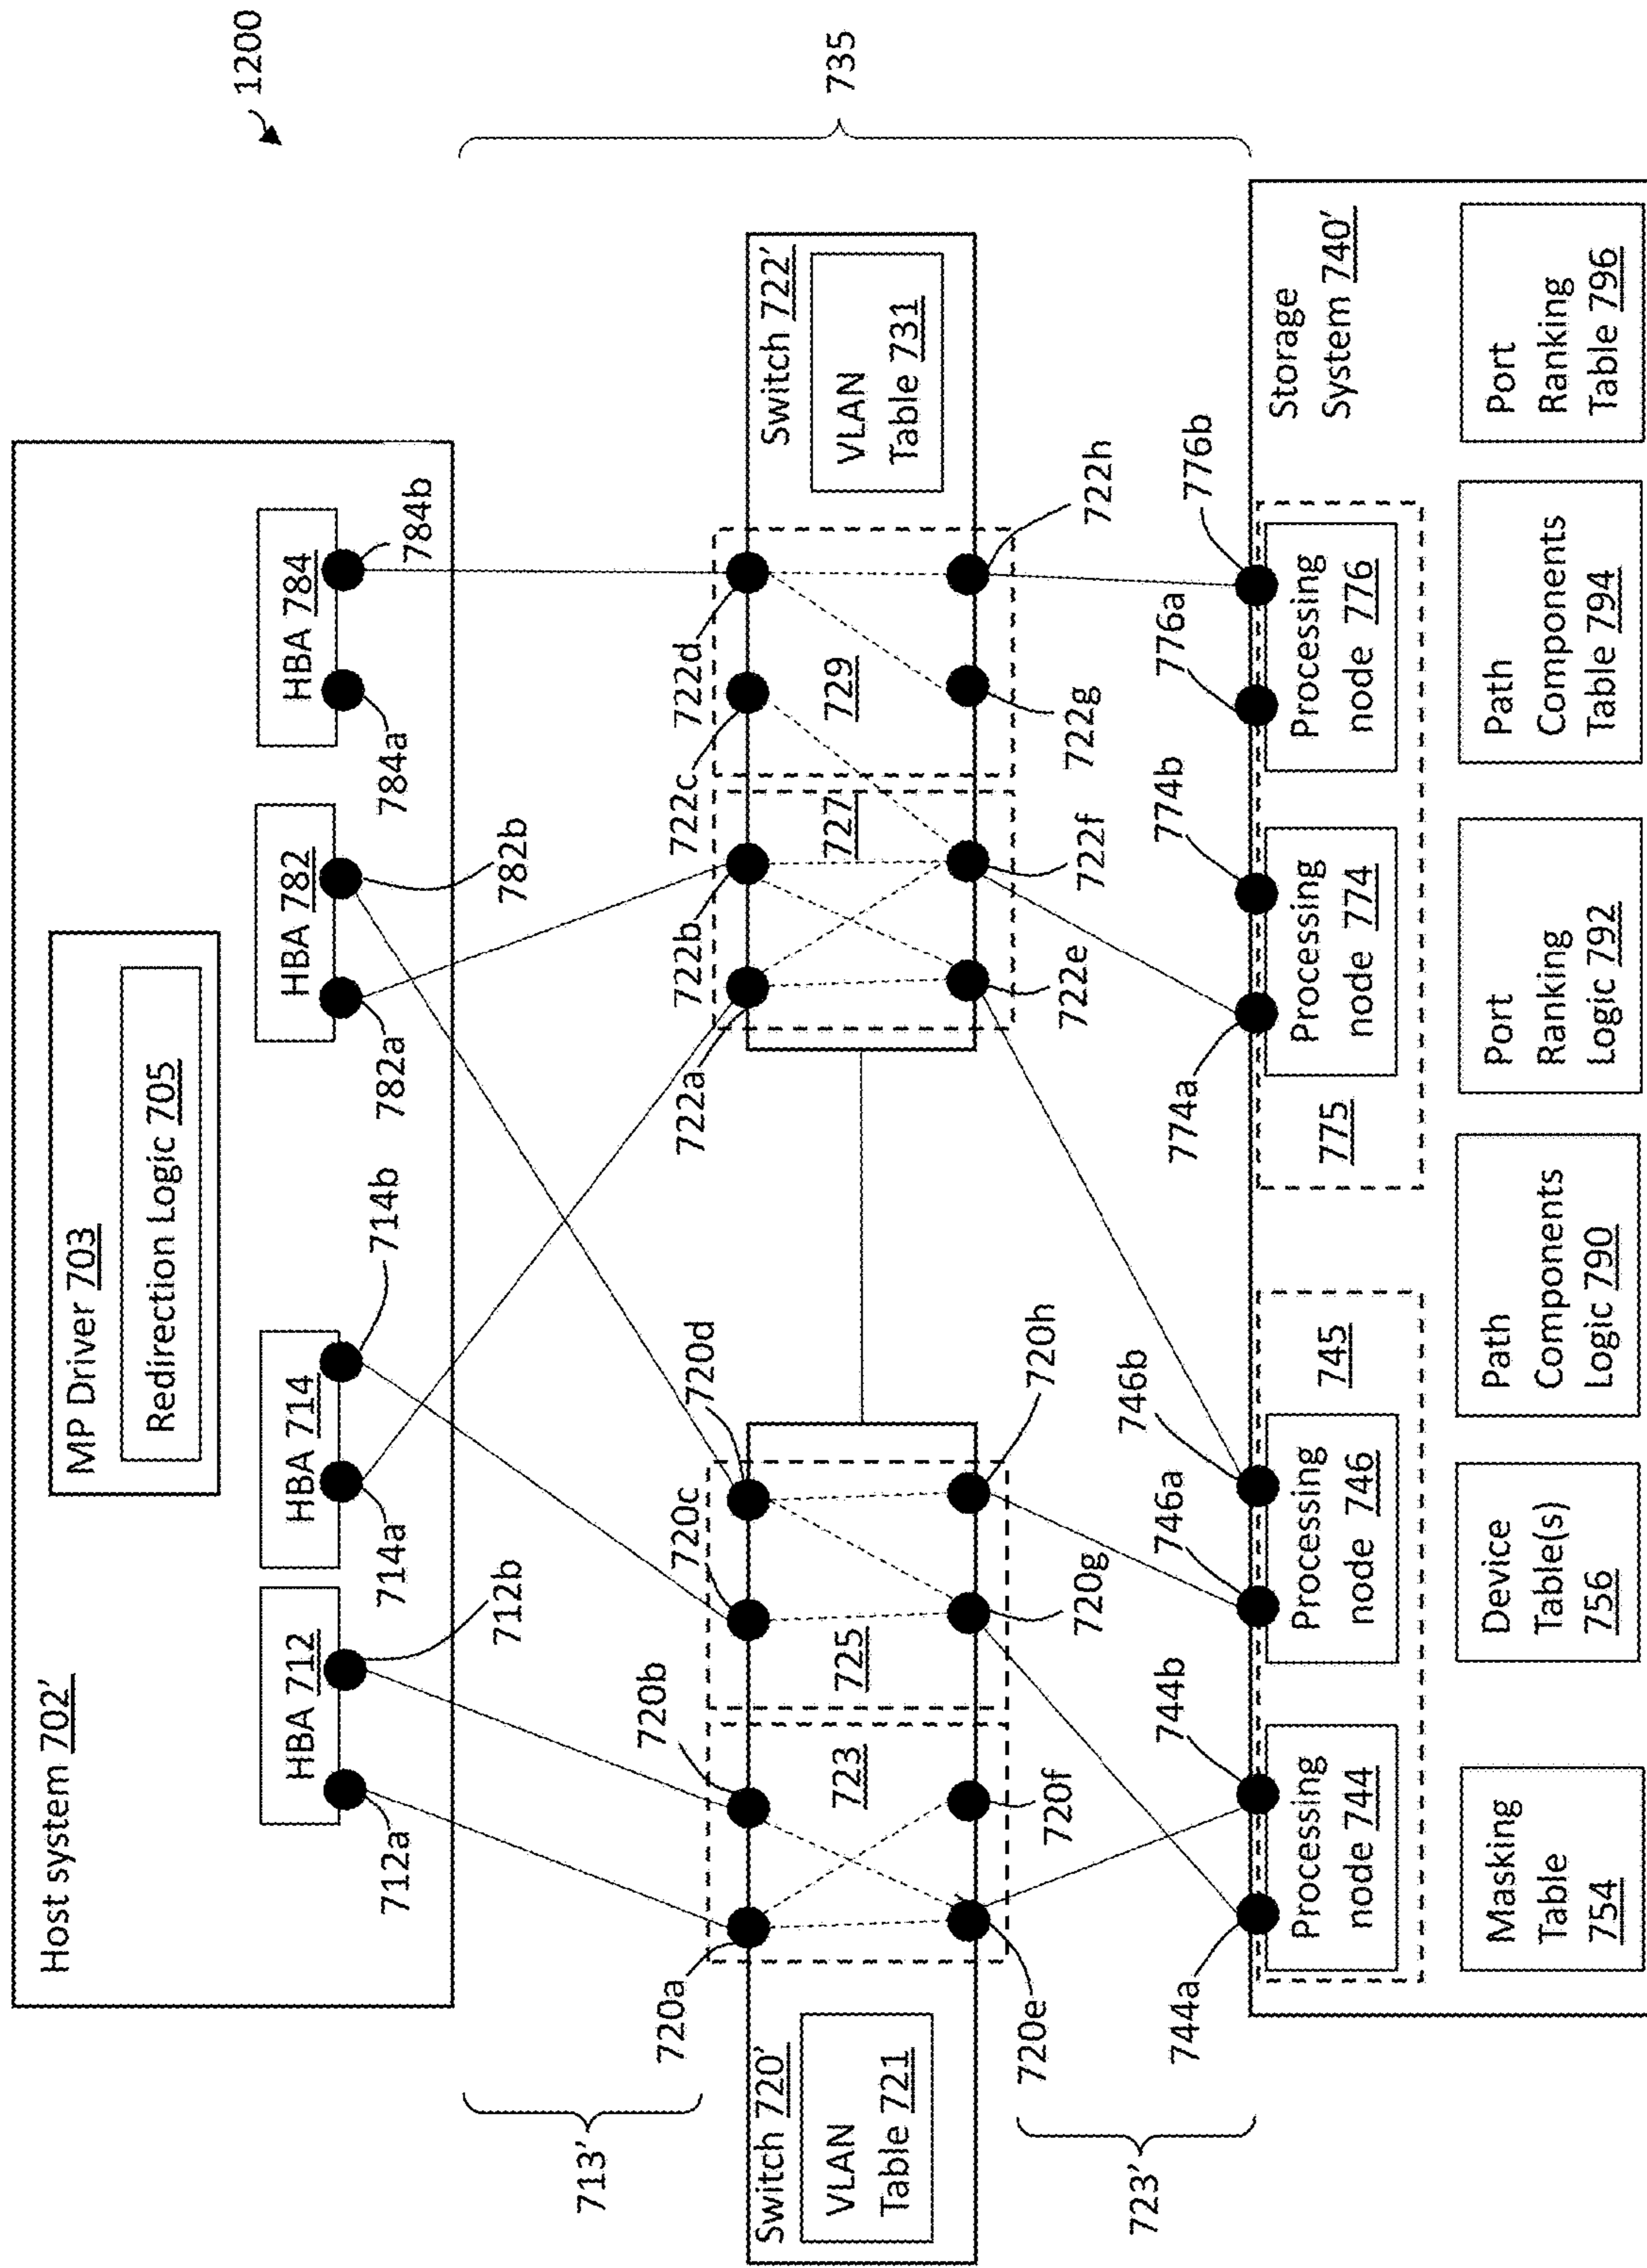 1200
Host system 702'
MP Driver 703
Redirection Logic 705
HBA 712
HBA 714
HBA 782
HBA 784
712a
712b
714a
714b
782a
782b
784a
784b
713'
735
Switch 720'
VLAN
Table 721
720a
720b
720c
720d
723
725
720e
720f
720g
720h
Switch 722'
VLAN
Table 731
722a
722b
722c
722d
727
729
722e
722f
722g
722h
723'
744a
744b
746a
746b
774a
774b
776a
776b
Storage
System 740'
Processing
node 744
Processing
node 746
745
775
Processing
node 774
Processing
node 776
Masking
Table
754
Device
Table(s)
756
Path
Components
Logic 790
Port
Ranking
Logic 792
Path
Components
Table 794
Port
Ranking
Table 796